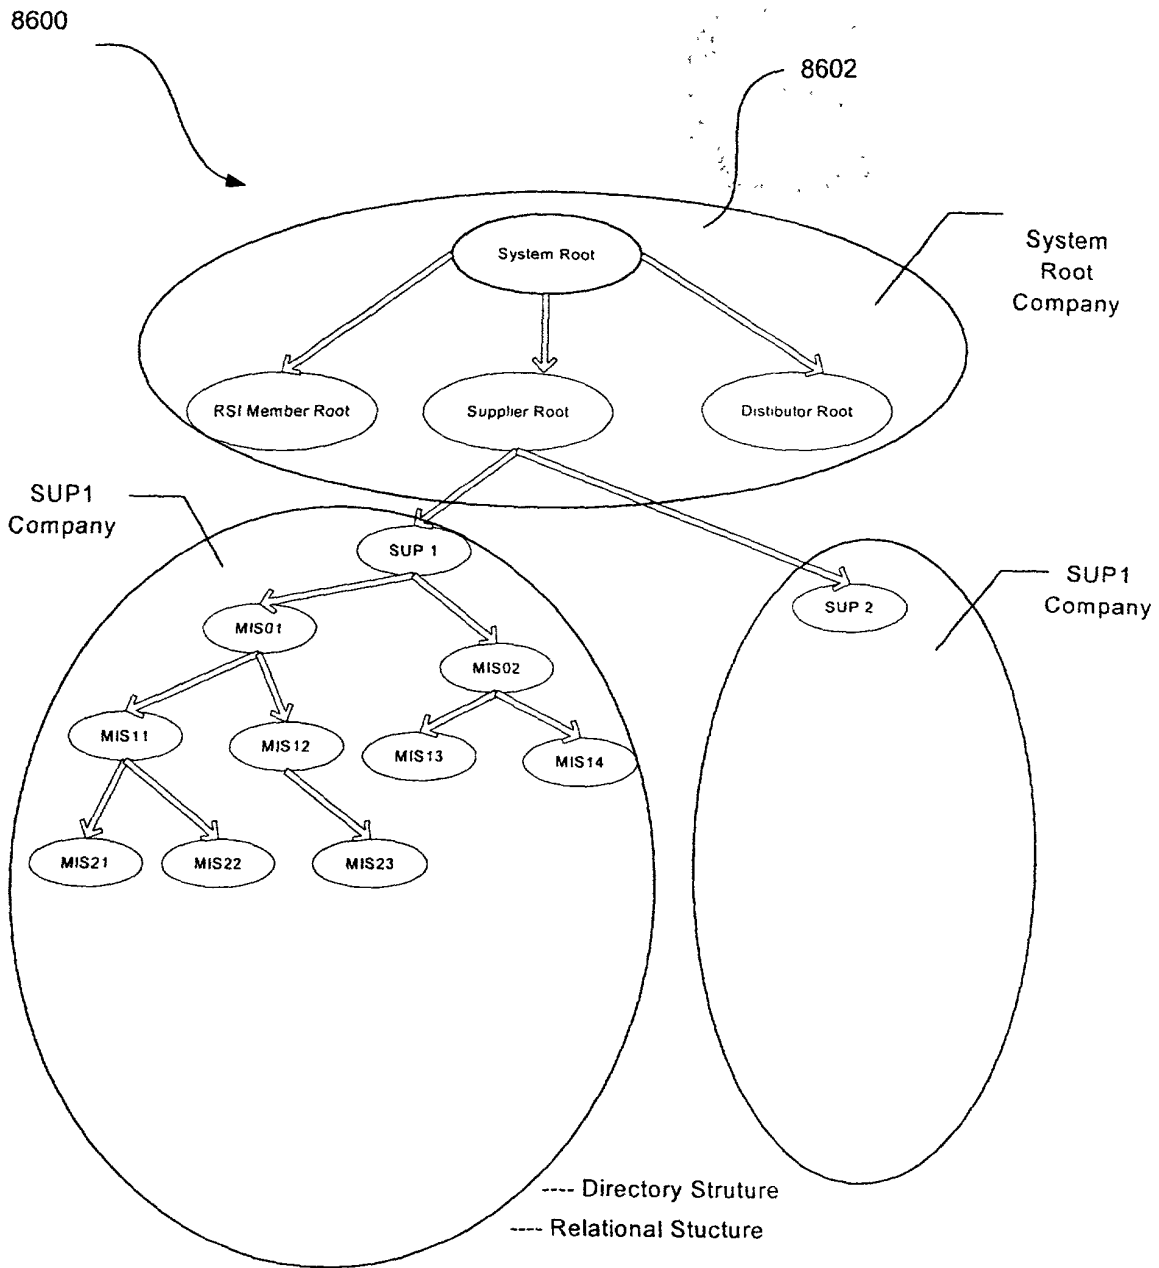 8600
8602
System Root
System
Root
Company
RSI Member Root
Supplier Root
Distibutor Root
SUP1
Company
SUP 1
SUP 2
SUP1
Company
MIS01
MIS02
MIS11
MIS12
MIS13
MIS14
MIS21
MIS22
MIS23
---- Directory Struture
---- Relational Stucture